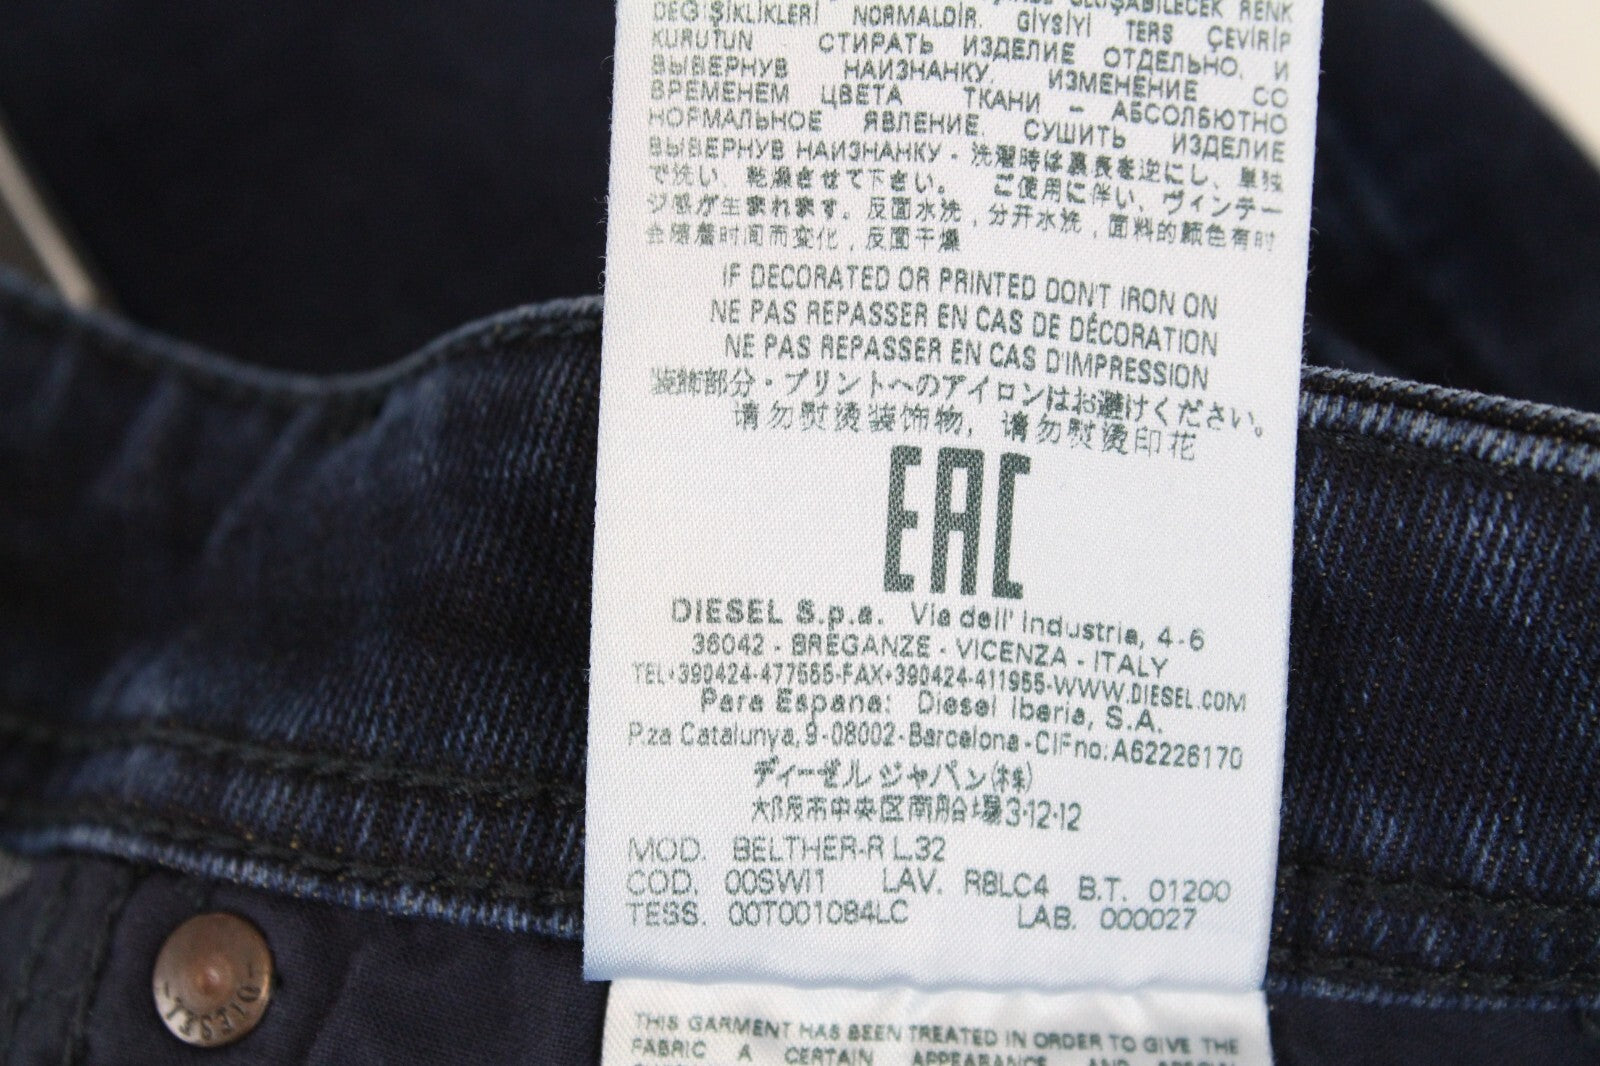 OLUŞABİLECEK RENK
DEĞİŞİKLİKLERİ NORMALDİR. GİYSİYİ TERS ÇEVİRİP
KURUTUN СТИРАТЬ ИЗДЕЛИЕ ОТДЕЛЬНО, И
ВЫВЕРНУВ НАИЗНАНКУ. ИЗМЕНЕНИЕ СО
ВРЕМЕНЕМ ЦВЕТА ТКАНИ – АБСОЛЮТНО
НОРМАЛЬНОЕ ЯВЛЕНИЕ. СУШИТЬ ИЗДЕЛИЕ
ВЫВЕРНУВ НАИЗНАНКУ - 洗濯時は裏表を逆にし、単独
で洗い、乾燥させて下さい。 ご使用に伴い、ヴィンテー
ジ感が生まれます。反面水洗,分开水洗,面料的颜色有时
会随着时间而变化,反面干燥
IF DECORATED OR PRINTED DON'T IRON ON
NE PAS REPASSER EN CAS DE DÉCORATION
NE PAS REPASSER EN CAS D'IMPRESSION
装飾部分・プリントへのアイロンはお避けください。
请勿熨烫装饰物, 请勿熨烫印花
EAC
DIESEL S.p.a. Via dell' Industria, 4-6
36042 - BREGANZE - VICENZA - ITALY
TEL+390424-477555-FAX+390424-411955-WWW.DIESEL.COM
Para Espana: Diesel Iberia, S.A.
P.za Catalunya, 9-08002-Barcelona-CIFno:A62226170
ディーゼル ジャパン(株)
大阪市中央区南船場3-12-12
MOD. BELTHER-R L.32
COD. 00SWI1 LAV. R8LC4 B.T. 01200
TESS. 00T001084LC LAB. 000027
DIESEL
THIS GARMENT HAS BEEN TREATED IN ORDER TO GIVE THE
FABRIC A CERTAIN APPEARANCE AND SPECIAL